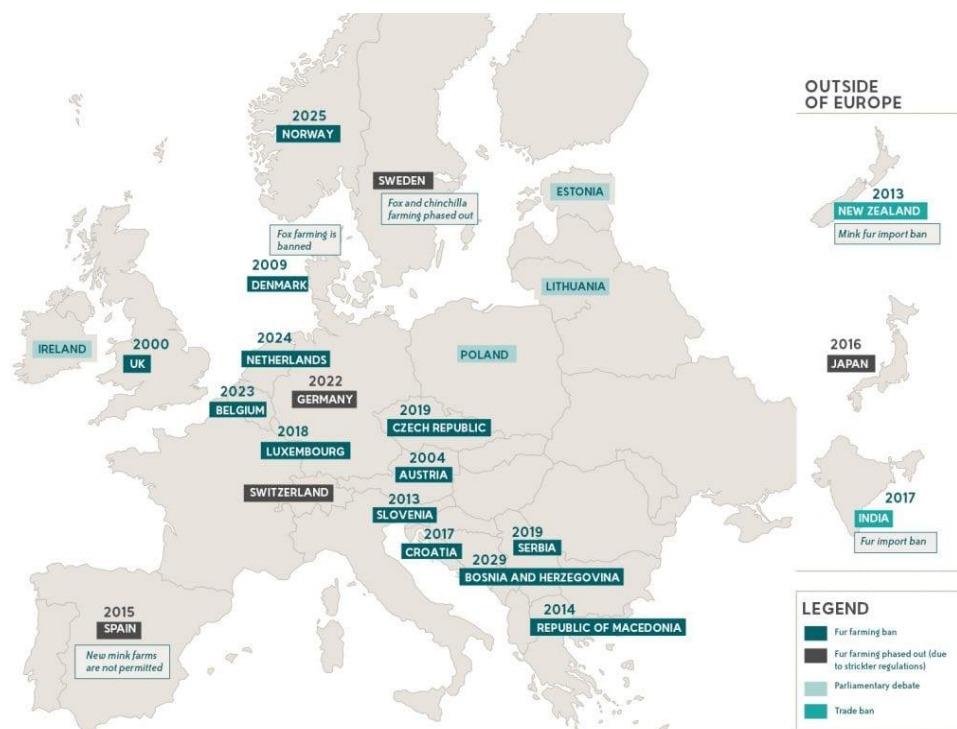 2025
NORWAY
SWEDEN
Fox and chinchilla
farming phased out
ESTONIA
Fox farming is
banned
2009
DENMARK
LITHUANIA
IRELAND
2000
UK
2024
NETHERLANDS
POLAND
2022
GERMANY
2023
BELGIUM
2019
CZECH REPUBLIC
2018
LUXEMBOURG
2004
AUSTRIA
SWITZERLAND
2013
SLOVENIA
2017
CROATIA
2019
SERBIA
2029
BOSNIA AND HERZEGOVINA
2015
SPAIN
New mink farms
are not permitted
2014
REPUBLIC OF MACEDONIA
OUTSIDE
OF EUROPE
2013
NEW ZEALAND
Mink fur import ban
2016
JAPAN
2017
INDIA
Fur import ban
LEGEND
Fur farming ban
Fur farming phased out (due
to strickter regulations)
Parliamentary debate
Trade ban